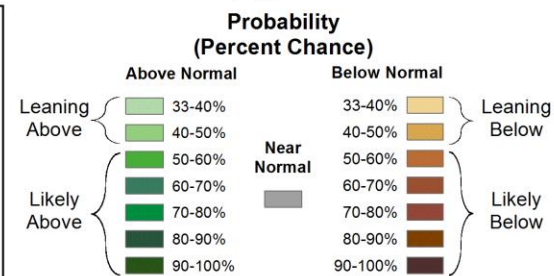 Probability
(Percent Chance)
Above Normal
Below Normal
Leaning
Above
33-40%
40-50%
Likely
Above
50-60%
60-70%
70-80%
80-90%
90-100%
Near
Normal
33-40%
40-50%
Leaning
Below
50-60%
60-70%
70-80%
80-90%
90-100%
Likely
Below